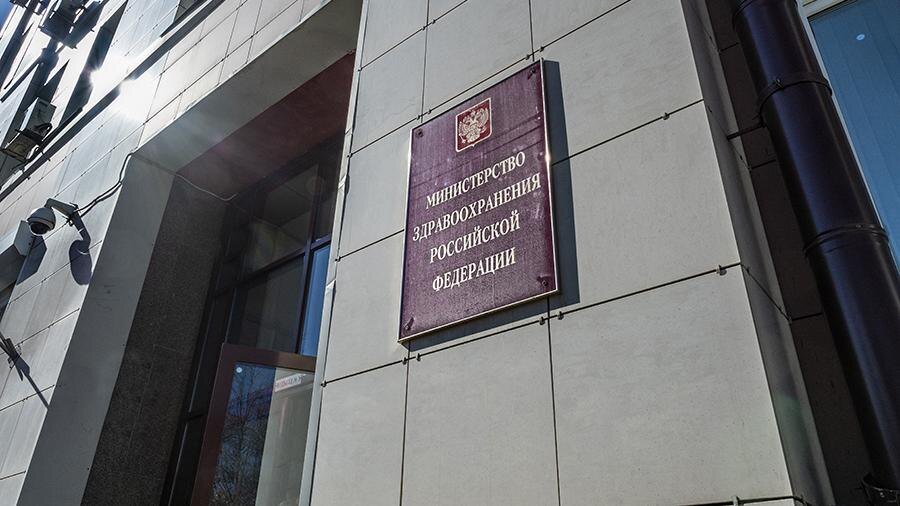 МИНИСТЕРСТВО
ЗДРАВООХРАНЕНИЯ
РОССИЙСКОЙ
ФЕДЕРАЦИИ